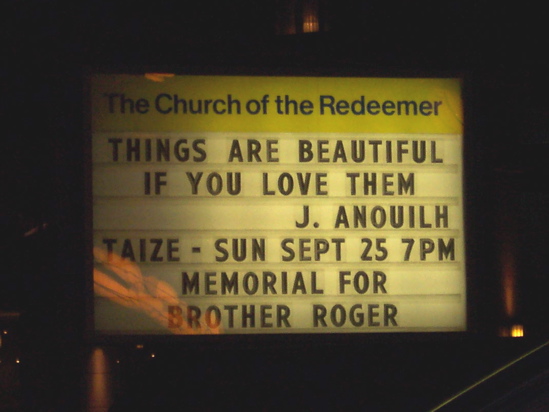 The Church of the Redeemer
THINGS ARE BEAUTIFUL
IF YOU LOVE THEM
J. ANOUILH
TAIZE - SUN SEPT 25 7PM
MEMORIAL FOR
BROTHER ROGER